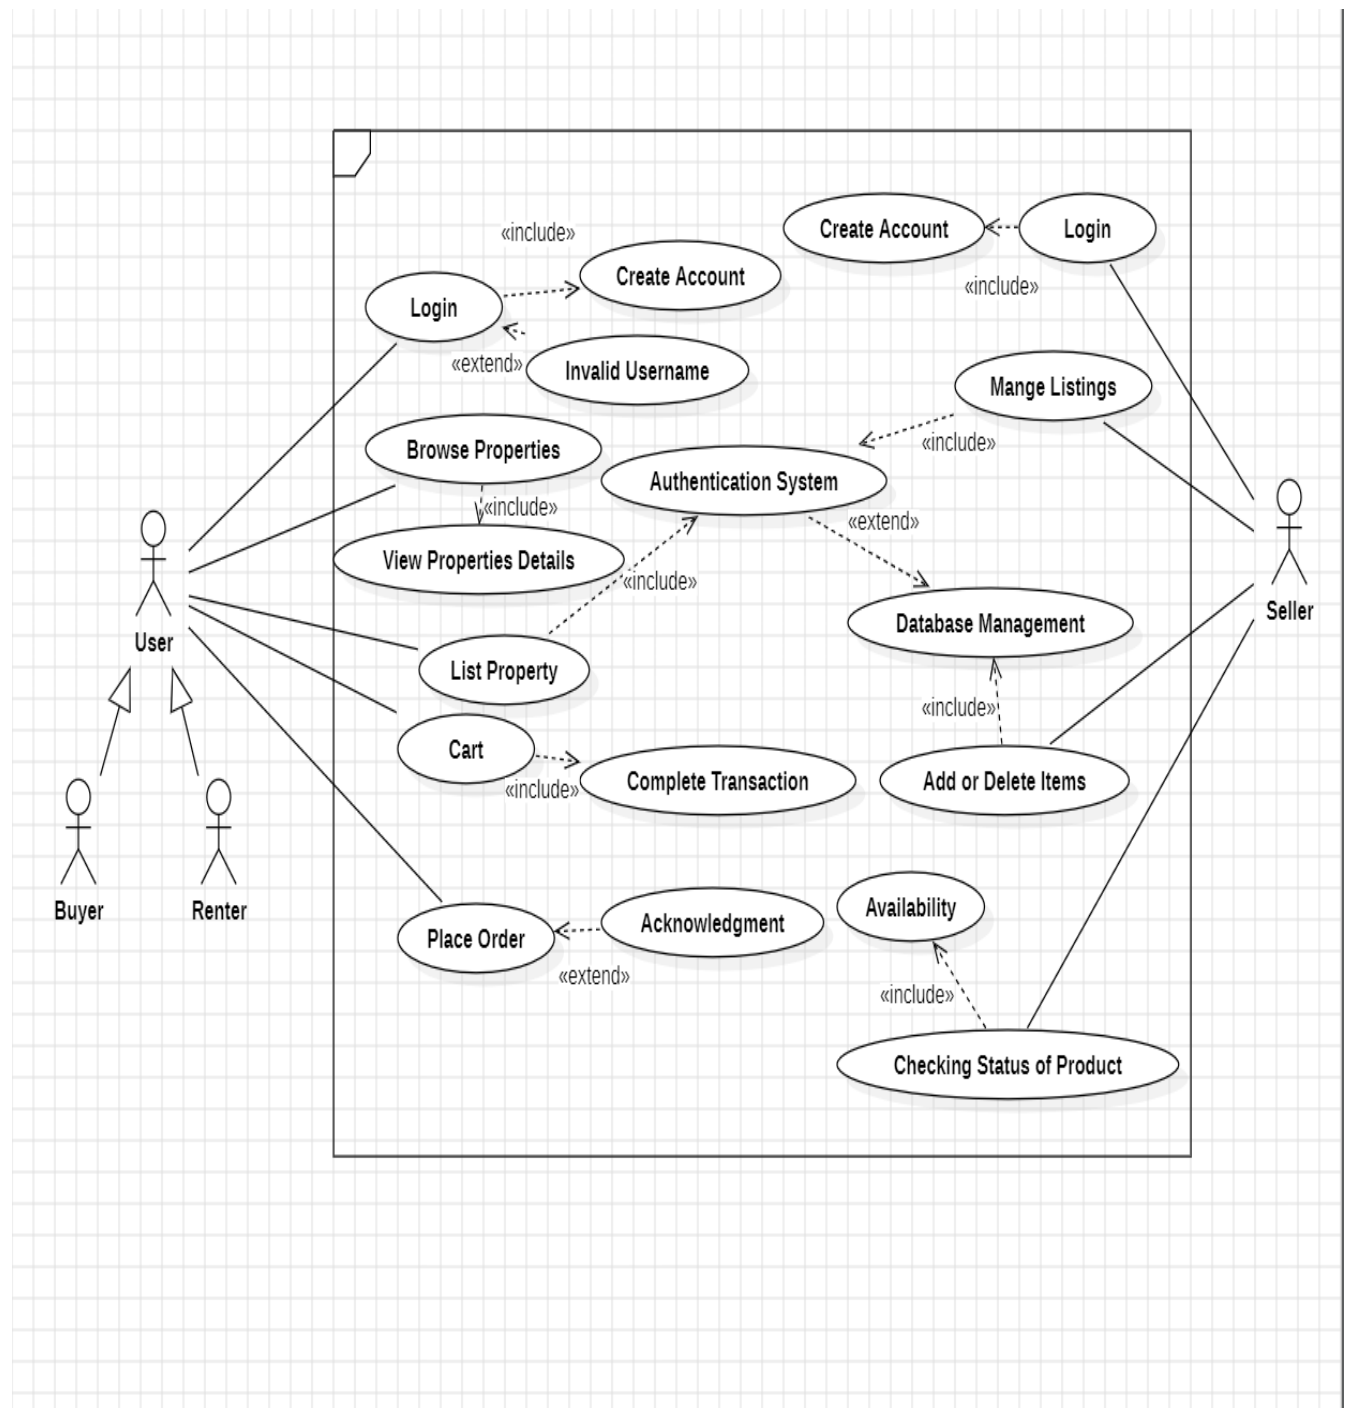 Create Account
Login
«include»
Create Account
«include»
Login
«extend»
Invalid Username
Mange Listings
«include»
Browse Properties
Authentication System
«include»
«extend»
View Properties Details
«include»
Database Management
Seller
User
List Property
«include»
Cart
Complete Transaction
«include»
Add or Delete Items
Buyer
Renter
Availability
Acknowledgment
Place Order
«extend»
«include»
Checking Status of Product